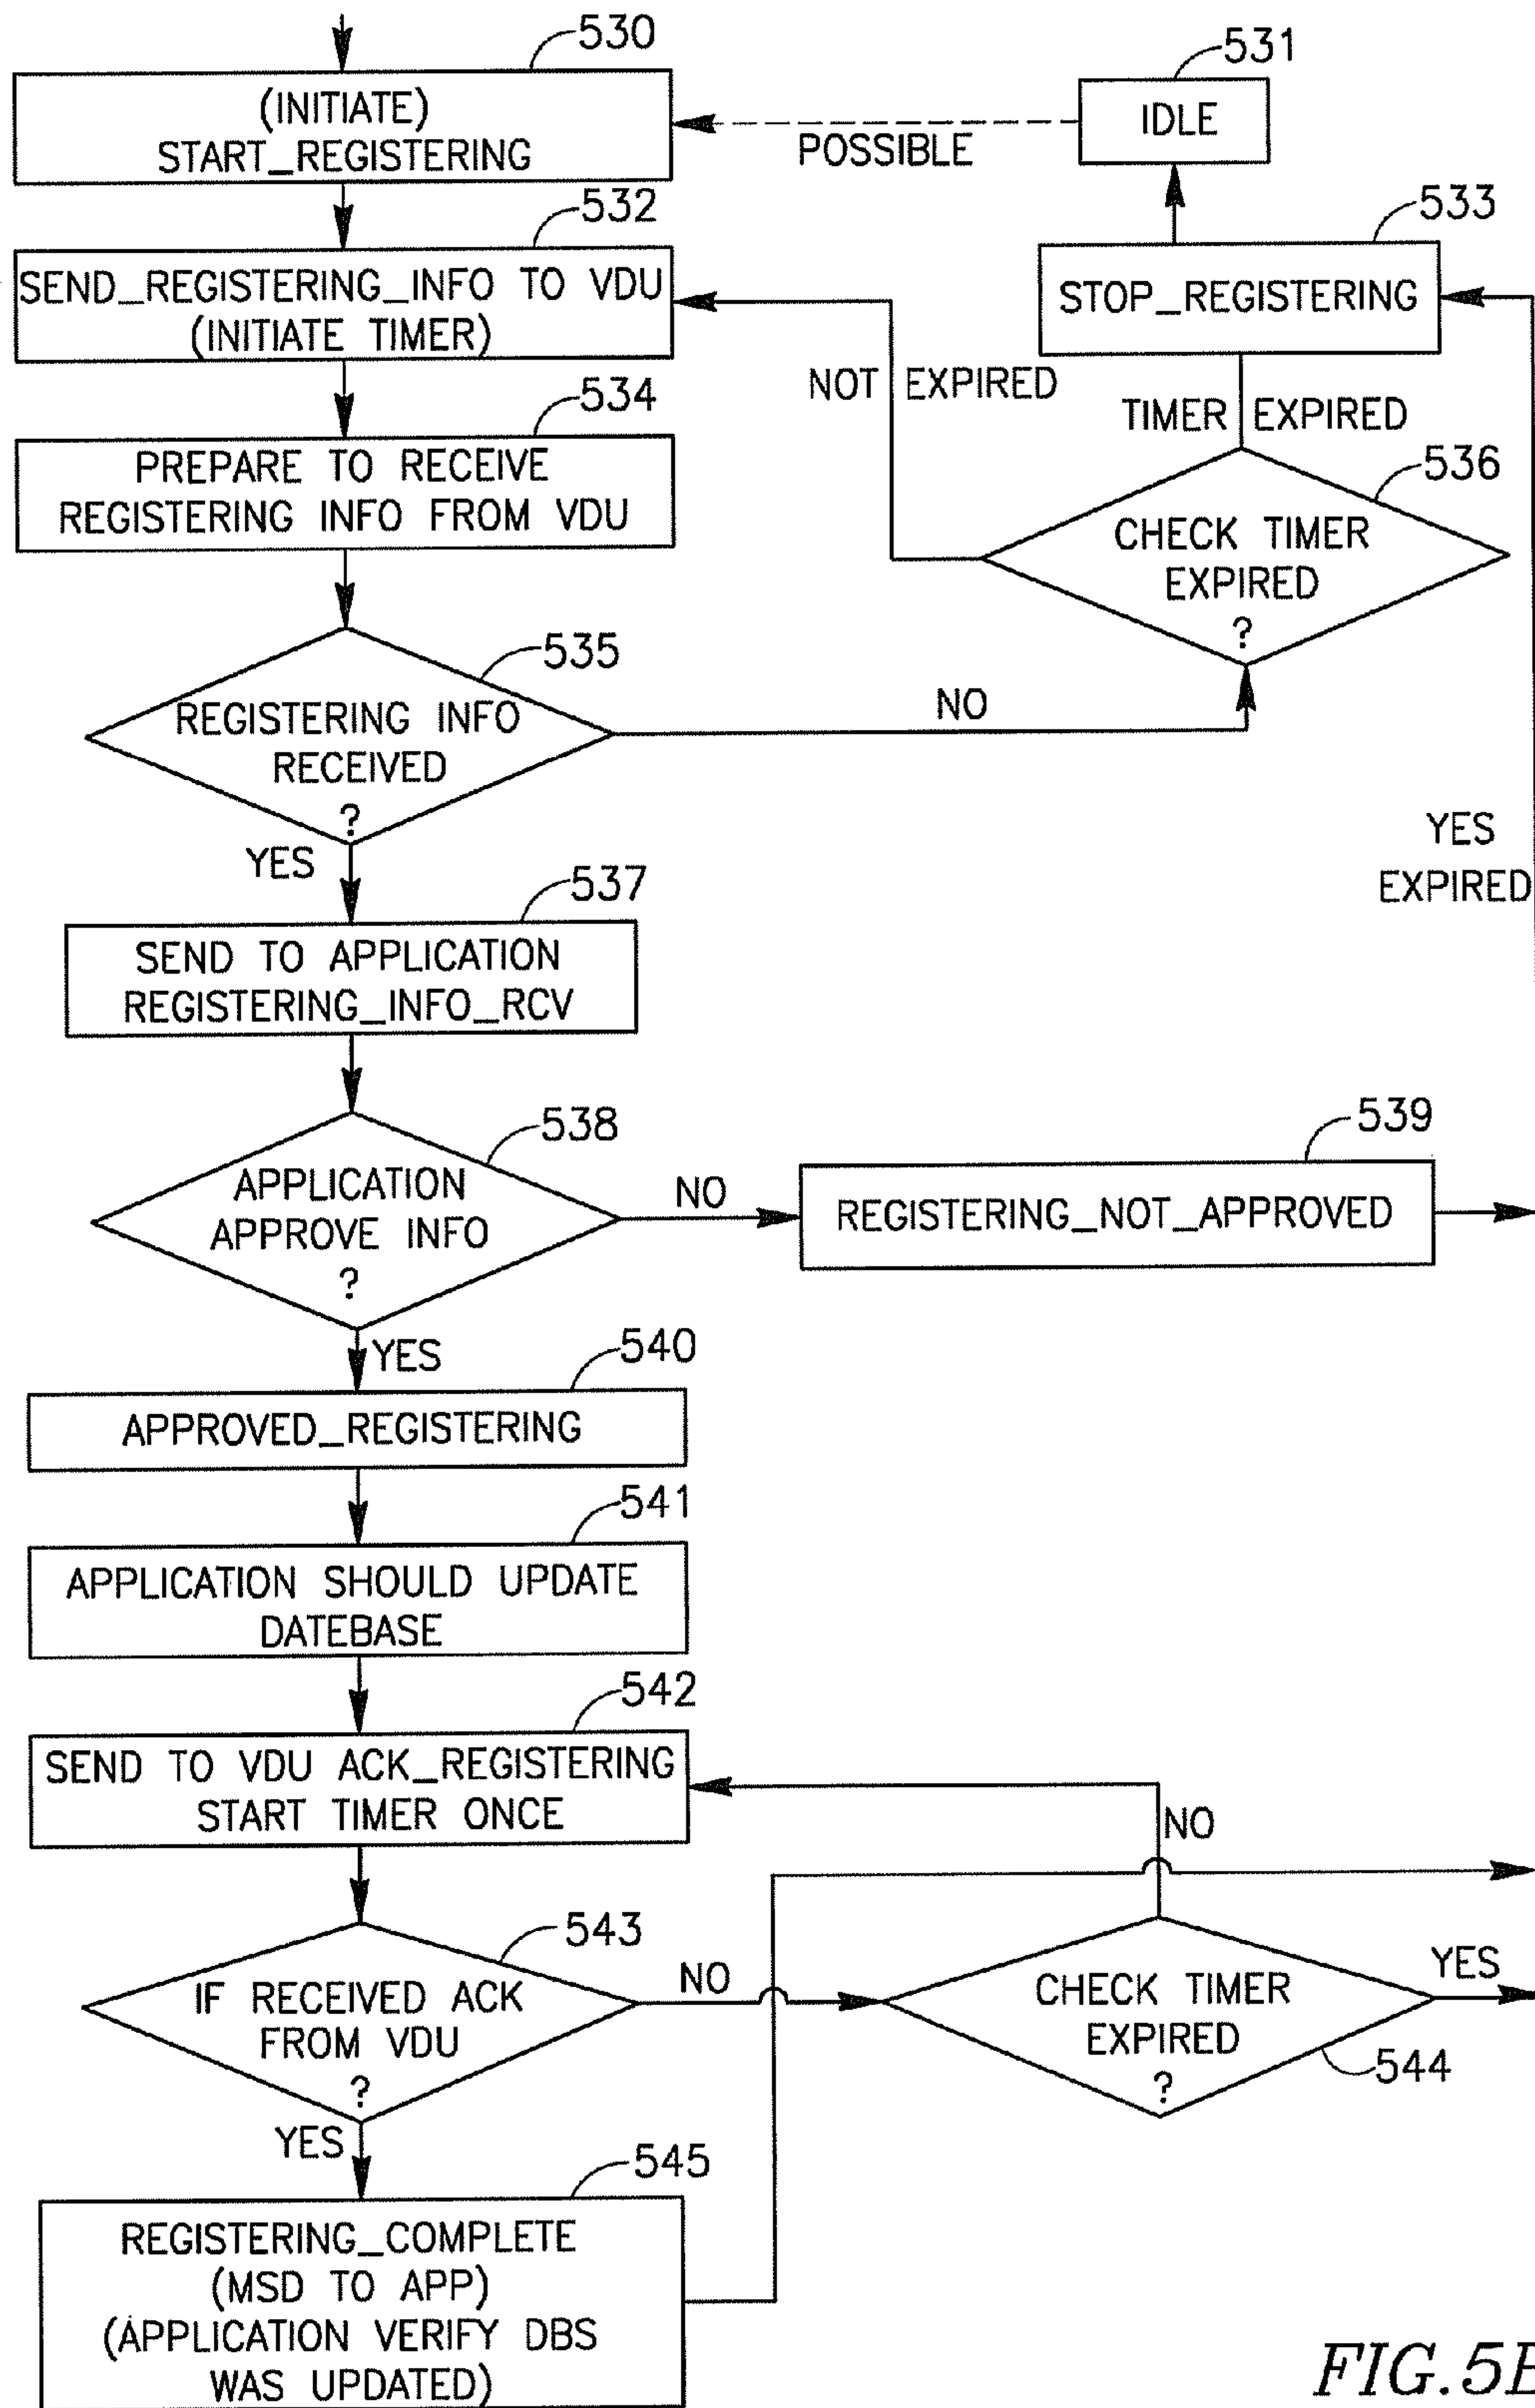 530
(INITIATE)
START_REGISTERING
531
IDLE
POSSIBLE
532
SEND_REGISTERING_INFO TO VDU
(INITIATE TIMER)
533
STOP_REGISTERING
NOT EXPIRED
TIMER EXPIRED
534
PREPARE TO RECEIVE
REGISTERING INFO FROM VDU
536
CHECK TIMER
EXPIRED
?
535
REGISTERING INFO
RECEIVED
?
NO
YES
YES
EXPIRED
537
SEND TO APPLICATION
REGISTERING_INFO_RCV
538
APPLICATION
APPROVE INFO
?
NO
539
REGISTERING_NOT_APPROVED
YES
540
APPROVED_REGISTERING
541
APPLICATION SHOULD UPDATE
DATEBASE
542
SEND TO VDU ACK_REGISTERING
START TIMER ONCE
NO
543
IF RECEIVED ACK
FROM VDU
?
NO
CHECK TIMER
EXPIRED
?
YES
544
YES
545
REGISTERING_COMPLETE
(MSD TO APP)
(APPLICATION VERIFY DBS
WAS UPDATED)
FIG.5B